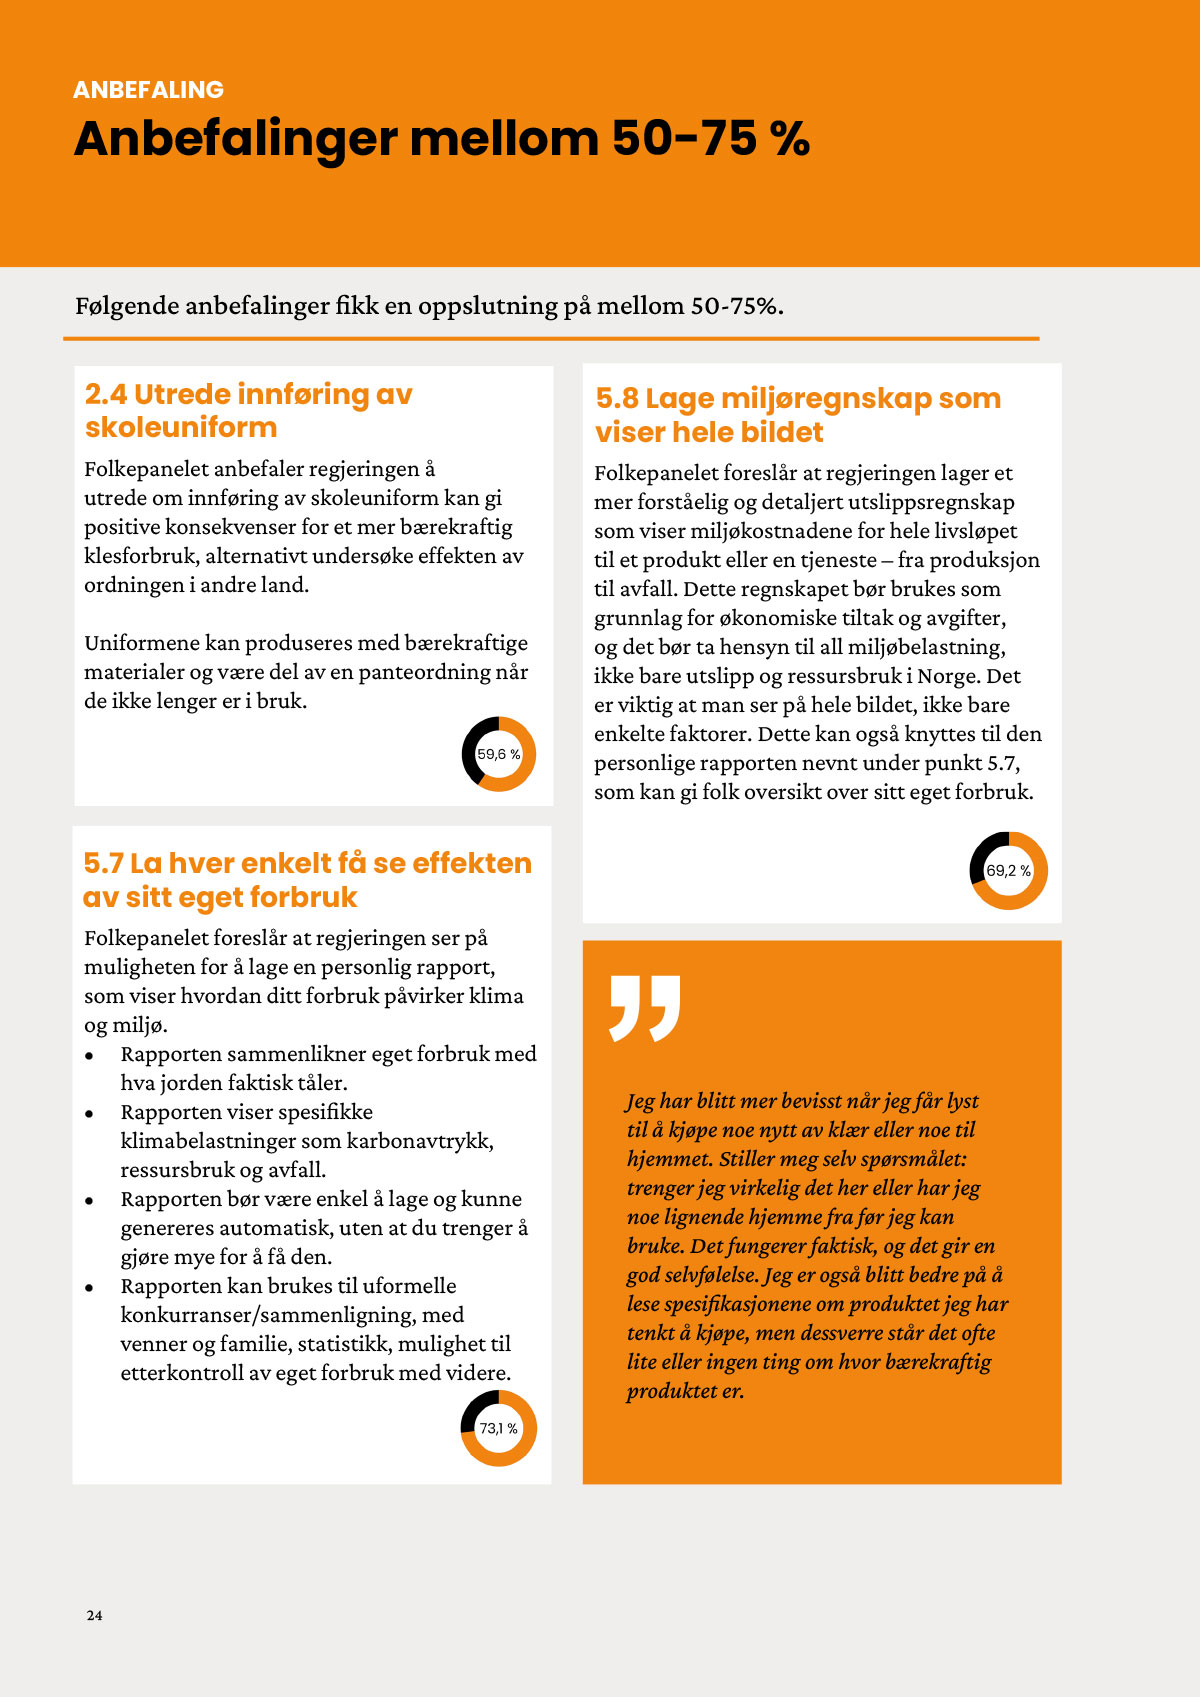 ANBEFALING
Anbefalinger mellom 50-75 %
Følgende anbefalinger fikk en oppslutning på mellom 50-75%.
2.4 Utrede innføring av
skoleuniform
Folkepanelet anbefaler regjeringen å
utrede om innføring av skoleuniform kan gi
positive konsekvenser for et mer bærekraftig
klesforbruk, alternativt undersøke effekten av
ordningen i andre land.
Uniformene kan produseres med bærekraftige
materialer og være del av en panteordning når
de ikke lenger er i bruk.
59,6 %
5.7 La hver enkelt få se effekten
av sitt eget forbruk
Folkepanelet foreslår at regjeringen ser på
muligheten for å lage en personlig rapport,
som viser hvordan ditt forbruk påvirker klima
og miljø.
• Rapporten sammenlikner eget forbruk med
hva jorden faktisk tåler.
• Rapporten viser spesifikke
klimabelastninger som karbonavtrykk,
ressursbruk og avfall.
• Rapporten bør være enkel å lage og kunne
genereres automatisk, uten at du trenger å
gjøre mye for å få den.
• Rapporten kan brukes til uformelle
konkurranser/sammenligning, med
venner og familie, statistikk, mulighet til
etterkontroll av eget forbruk med videre.
73,1 %
5.8 Lage miljøregnskap som
viser hele bildet
Folkepanelet foreslår at regjeringen lager et
mer forståelig og detaljert utslippsregnskap
som viser miljøkostnadene for hele livsløpet
til et produkt eller en tjeneste – fra produksjon
til avfall. Dette regnskapet bør brukes som
grunnlag for økonomiske tiltak og avgifter,
og det bør ta hensyn til all miljøbelastning,
ikke bare utslipp og ressursbruk i Norge. Det
er viktig at man ser på hele bildet, ikke bare
enkelte faktorer. Dette kan også knyttes til den
personlige rapporten nevnt under punkt 5.7,
som kan gi folk oversikt over sitt eget forbruk.
69,2 %
”
Jeg har blitt mer bevisst når jeg får lyst
til å kjøpe noe nytt av klær eller noe til
hjemmet. Stiller meg selv spørsmålet:
trenger jeg virkelig det her eller har jeg
noe lignende hjemme fra før jeg kan
bruke. Det fungerer faktisk, og det gir en
god selvfølelse. Jeg er også blitt bedre på å
lese spesifikasjonene om produktet jeg har
tenkt å kjøpe, men dessverre står det ofte
lite eller ingen ting om hvor bærekraftig
produktet er.
24